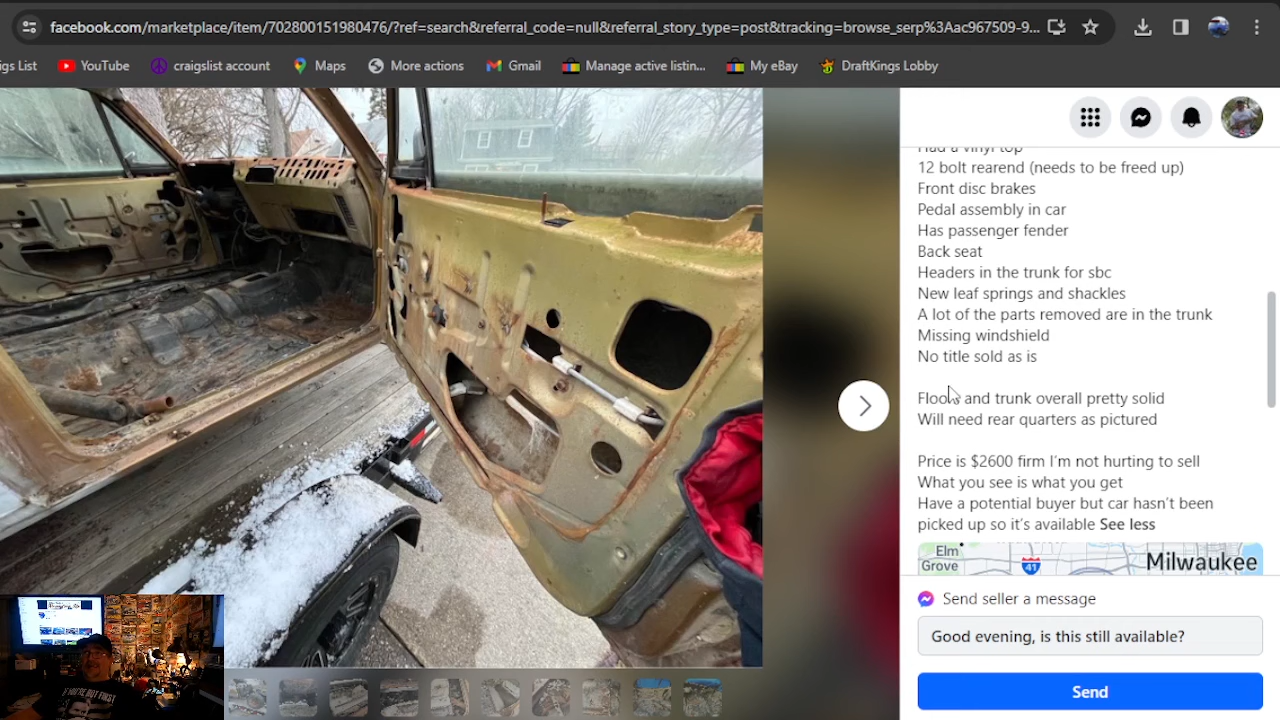 facebook.com/marketplace/item/702800151980476/?ref=search&referral_code=null&referral_story_type=post&tracking=browse_serp%3Aac967509-9...
igs List YouTube craigslist account Maps More actions Gmail Manage active listin... My eBay DraftKings Lobby
Had a vinyl top
12 bolt rearend (needs to be freed up)
Front disc brakes
Pedal assembly in car
Has passenger fender
Back seat
Headers in the trunk for sbc
New leaf springs and shackles
A lot of the parts removed are in the trunk
Missing windshield
No title sold as is
Floors and trunk overall pretty solid
Will need rear quarters as pictured
Price is $2600 firm I'm not hurting to sell
What you see is what you get
Have a potential buyer but car hasn't been
picked up so it's available See less
Elm
Grove
41
Milwaukee
Send seller a message
Good evening, is this still available?
Send